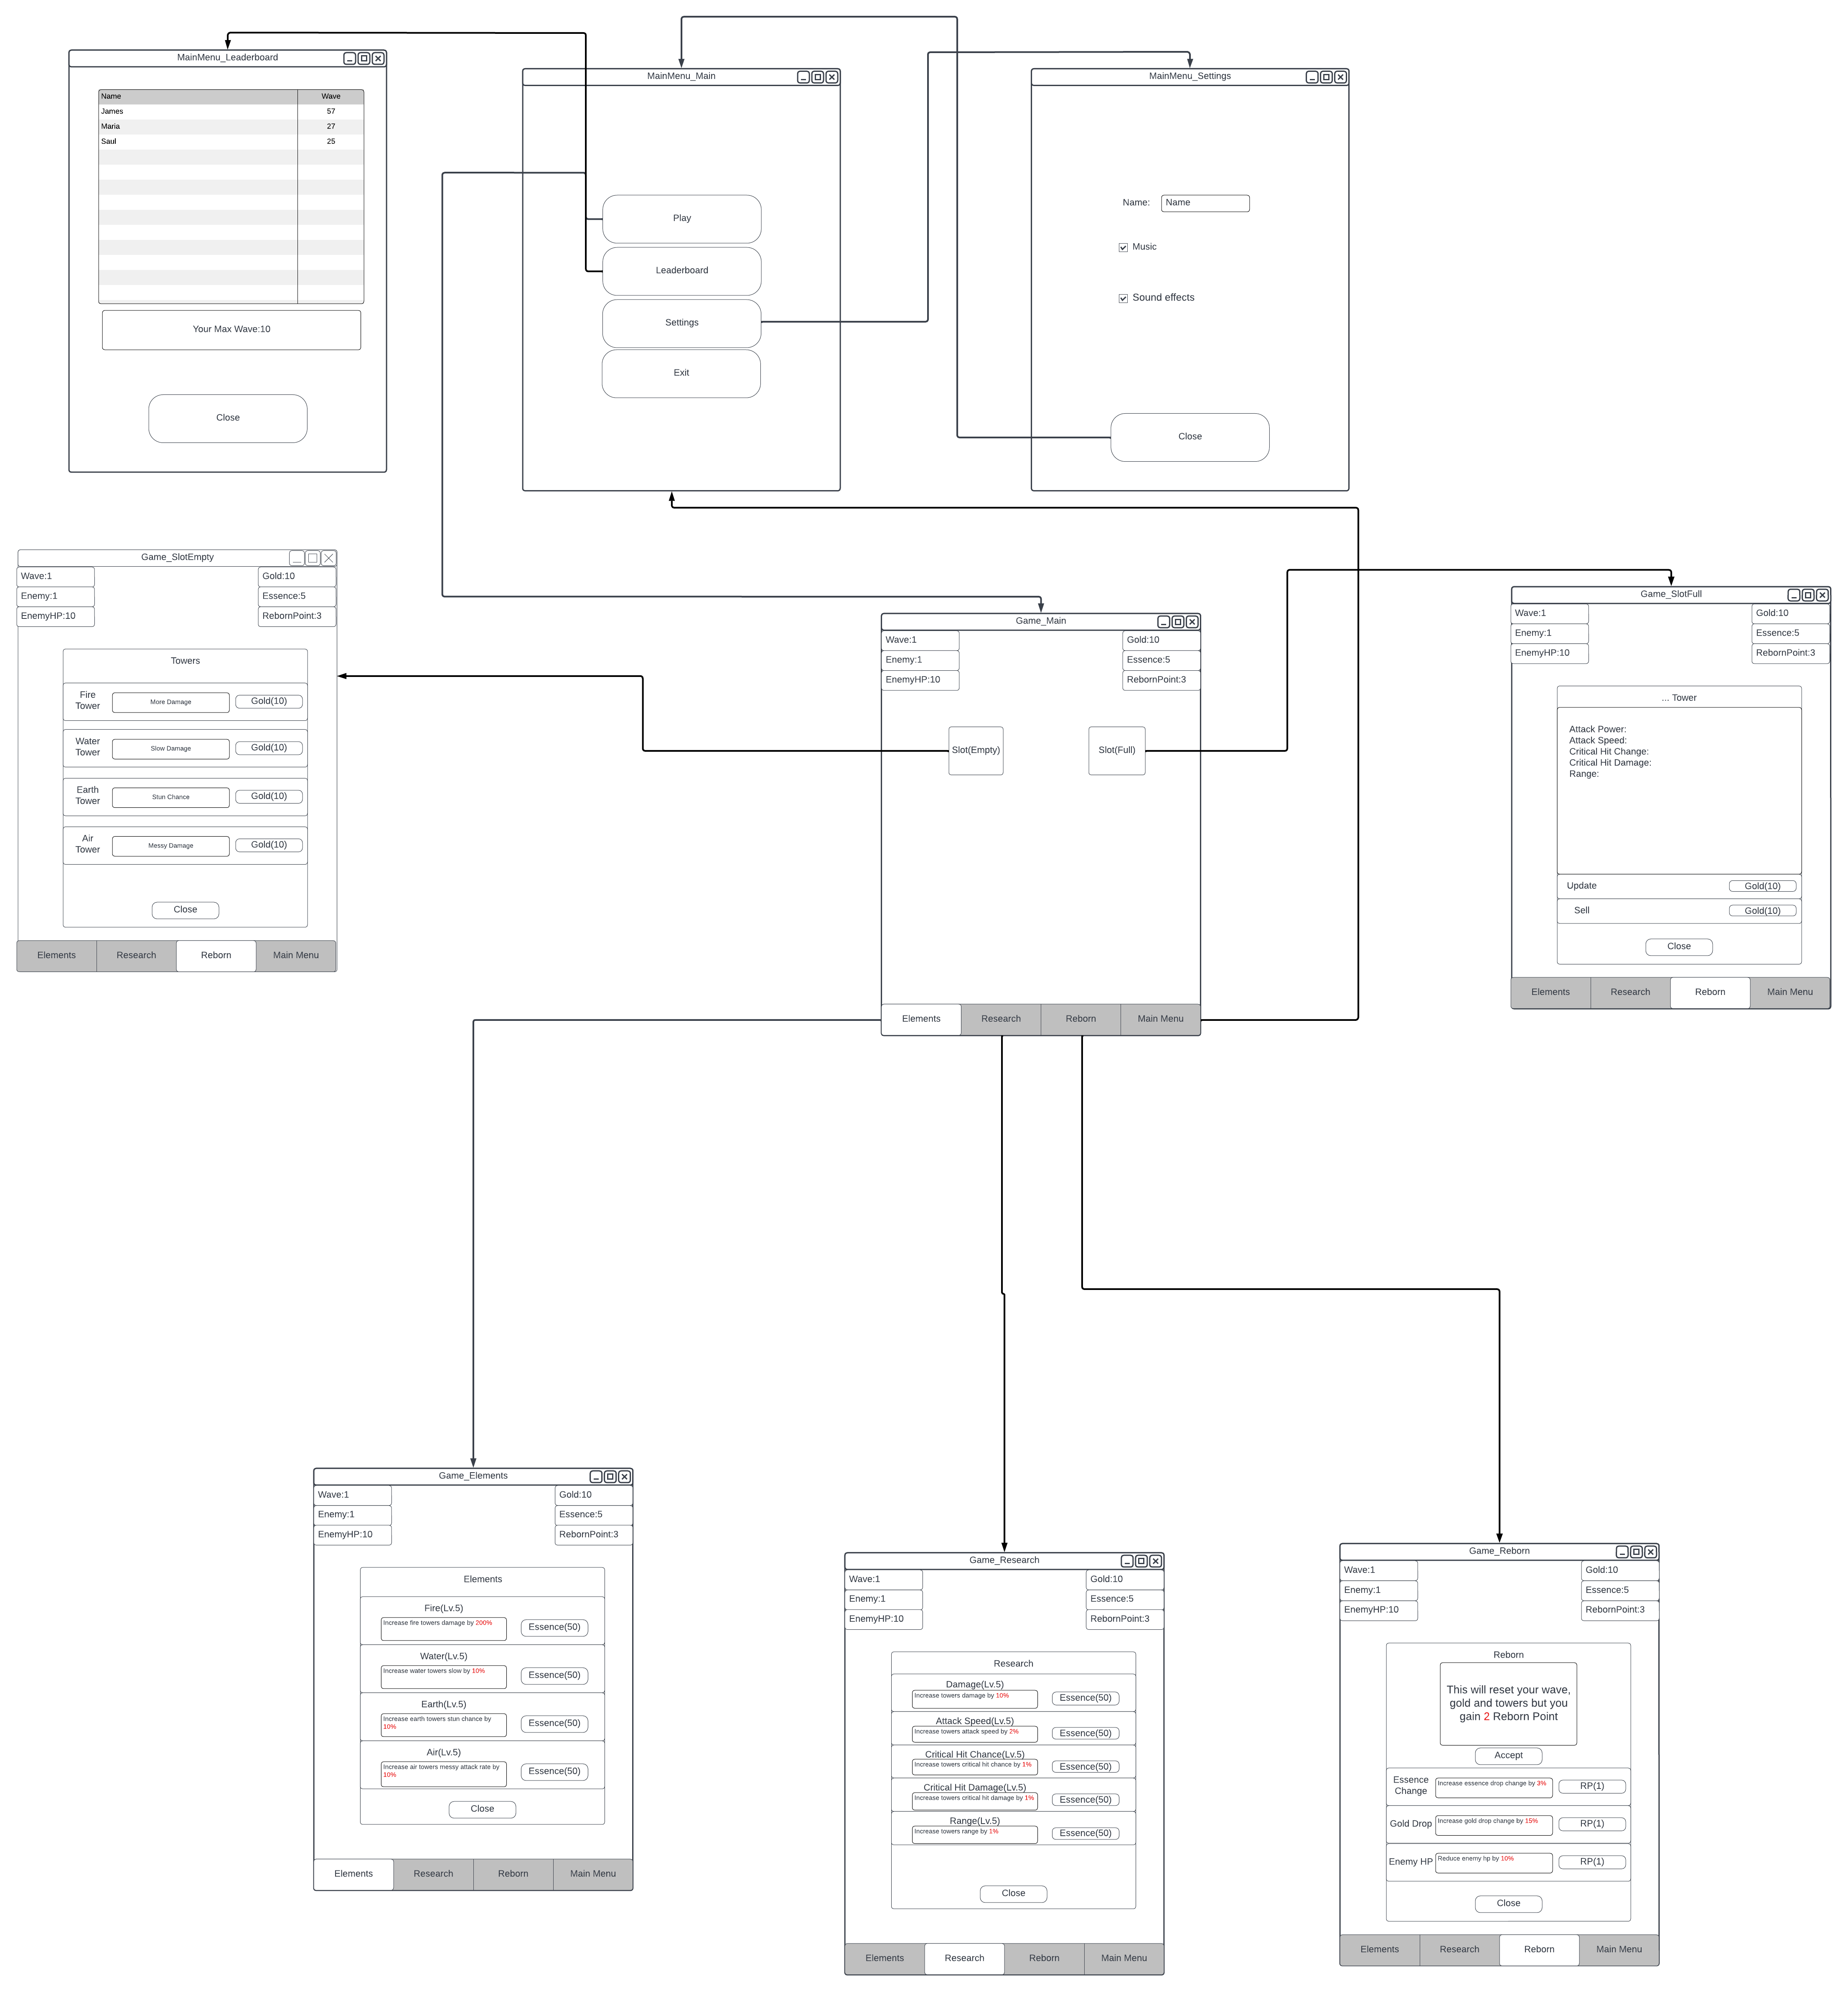 MainMenu_Leaderboard
Name Wave
James 57
Maria 27
Saul 25
Your Max Wave:10
Close
MainMenu_Main
Play
Leaderboard
Settings
Exit
MainMenu_Settings
Name: Name
Music
Sound effects
Close
Game_SlotEmpty
Wave:1 Gold:10
Enemy:1 Essence:5
EnemyHP:10 RebornPoint:3
Towers
Fire
Tower
More Damage
Gold(10)
Water
Tower
Slow Damage
Gold(10)
Earth
Tower
Stun Chance
Gold(10)
Air
Tower
Messy Damage
Gold(10)
Close
Elements Research Reborn Main Menu
Game_Main
Wave:1 Gold:10
Enemy:1 Essence:5
EnemyHP:10 RebornPoint:3
Slot(Empty) Slot(Full)
Elements Research Reborn Main Menu
Game_SlotFull
Wave:1 Gold:10
Enemy:1 Essence:5
EnemyHP:10 RebornPoint:3
... Tower
Attack Power:
Attack Speed:
Critical Hit Change:
Critical Hit Damage:
Range:
Update Gold(10)
Sell Gold(10)
Close
Elements Research Reborn Main Menu
Game_Elements
Wave:1 Gold:10
Enemy:1 Essence:5
EnemyHP:10 RebornPoint:3
Elements
Fire(Lv.5)
Increase fire towers damage by 200%
Essence(50)
Water(Lv.5)
Increase water towers slow by 10%
Essence(50)
Earth(Lv.5)
Increase earth towers stun chance by
10%
Essence(50)
Air(Lv.5)
Increase air towers messy attack rate by
10%
Essence(50)
Close
Elements Research Reborn Main Menu
Game_Research
Wave:1 Gold:10
Enemy:1 Essence:5
EnemyHP:10 RebornPoint:3
Research
Damage(Lv.5)
Increase towers damage by 10%
Essence(50)
Attack Speed(Lv.5)
Increase towers attack speed by 2%
Essence(50)
Critical Hit Chance(Lv.5)
Increase towers critical hit chance by 1%
Essence(50)
Critical Hit Damage(Lv.5)
Increase towers critical hit damage by 1%
Essence(50)
Range(Lv.5)
Increase towers range by 1%
Essence(50)
Close
Elements Research Reborn Main Menu
Game_Reborn
Wave:1 Gold:10
Enemy:1 Essence:5
EnemyHP:10 RebornPoint:3
Reborn
This will reset your wave,
gold and towers but you
gain 2 Reborn Point
Accept
Essence
Change
Increase essence drop change by 3%
RP(1)
Gold Drop
Increase gold drop change by 15%
RP(1)
Enemy HP
Reduce enemy hp by 10%
RP(1)
Close
Elements Research Reborn Main Menu